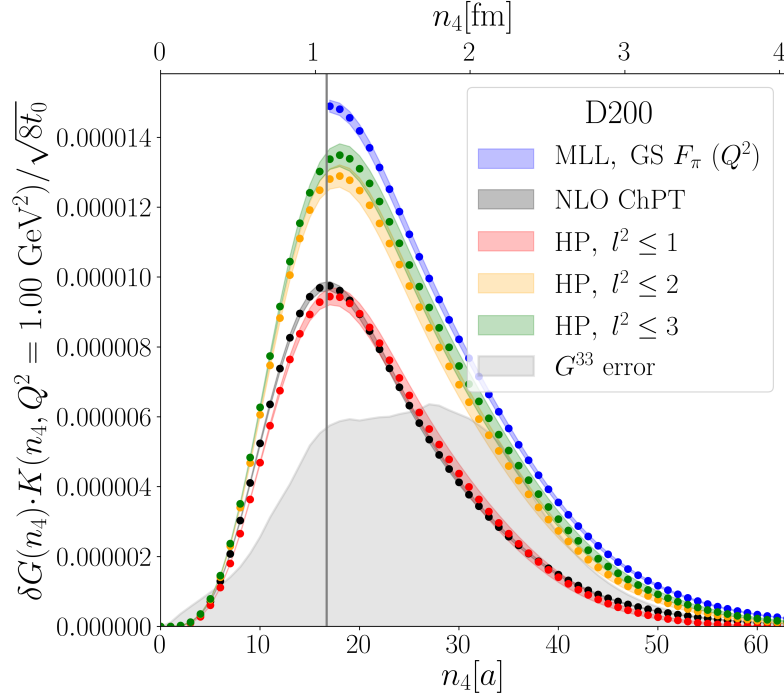 n₄[fm]
0 1 2 3 4
δG(n₄)·K(n₄, Q² = 1.00 GeV²)/√8t₀
0.000014
0.000012
0.000010
0.000008
0.000006
0.000004
0.000002
0.000000
D200
MLL, GS F_π (Q²)
NLO ChPT
HP, l² ≤ 1
HP, l² ≤ 2
HP, l² ≤ 3
G³³ error
0 10 20 30 40 50 60
n₄[a]